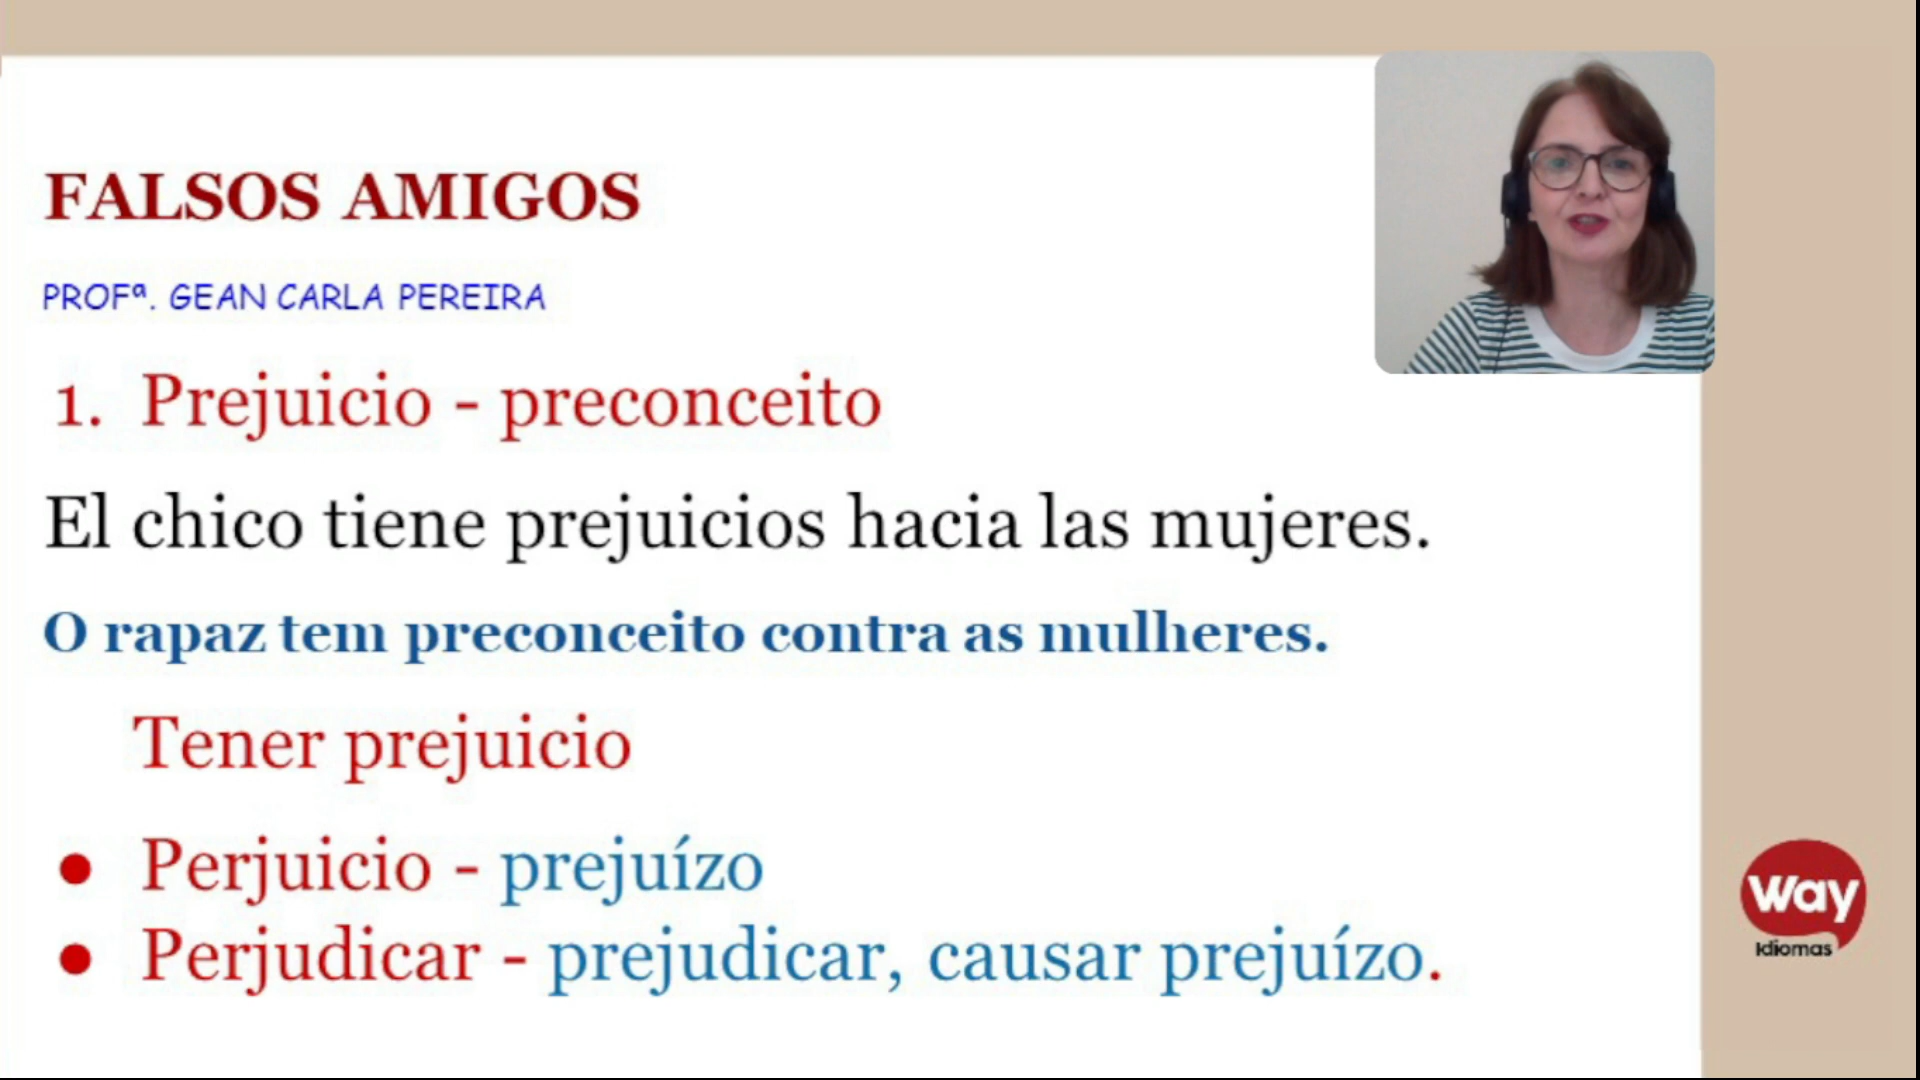 FALSOS AMIGOS
PROFª. GEAN CARLA PEREIRA
1. Prejuicio - preconceito
El chico tiene prejuicios hacia las mujeres.
O rapaz tem preconceito contra as mulheres.
Tener prejuicio
● Perjuicio - prejuízo
● Perjudicar - prejudicar, causar prejuízo.
Way
Idiomas